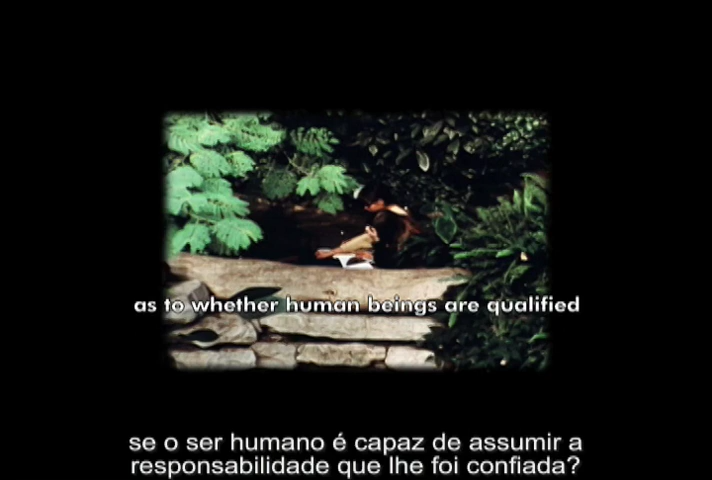 as to whether human beings are qualified
se o ser humano é capaz de assumir a
responsabilidade que lhe foi confiada?